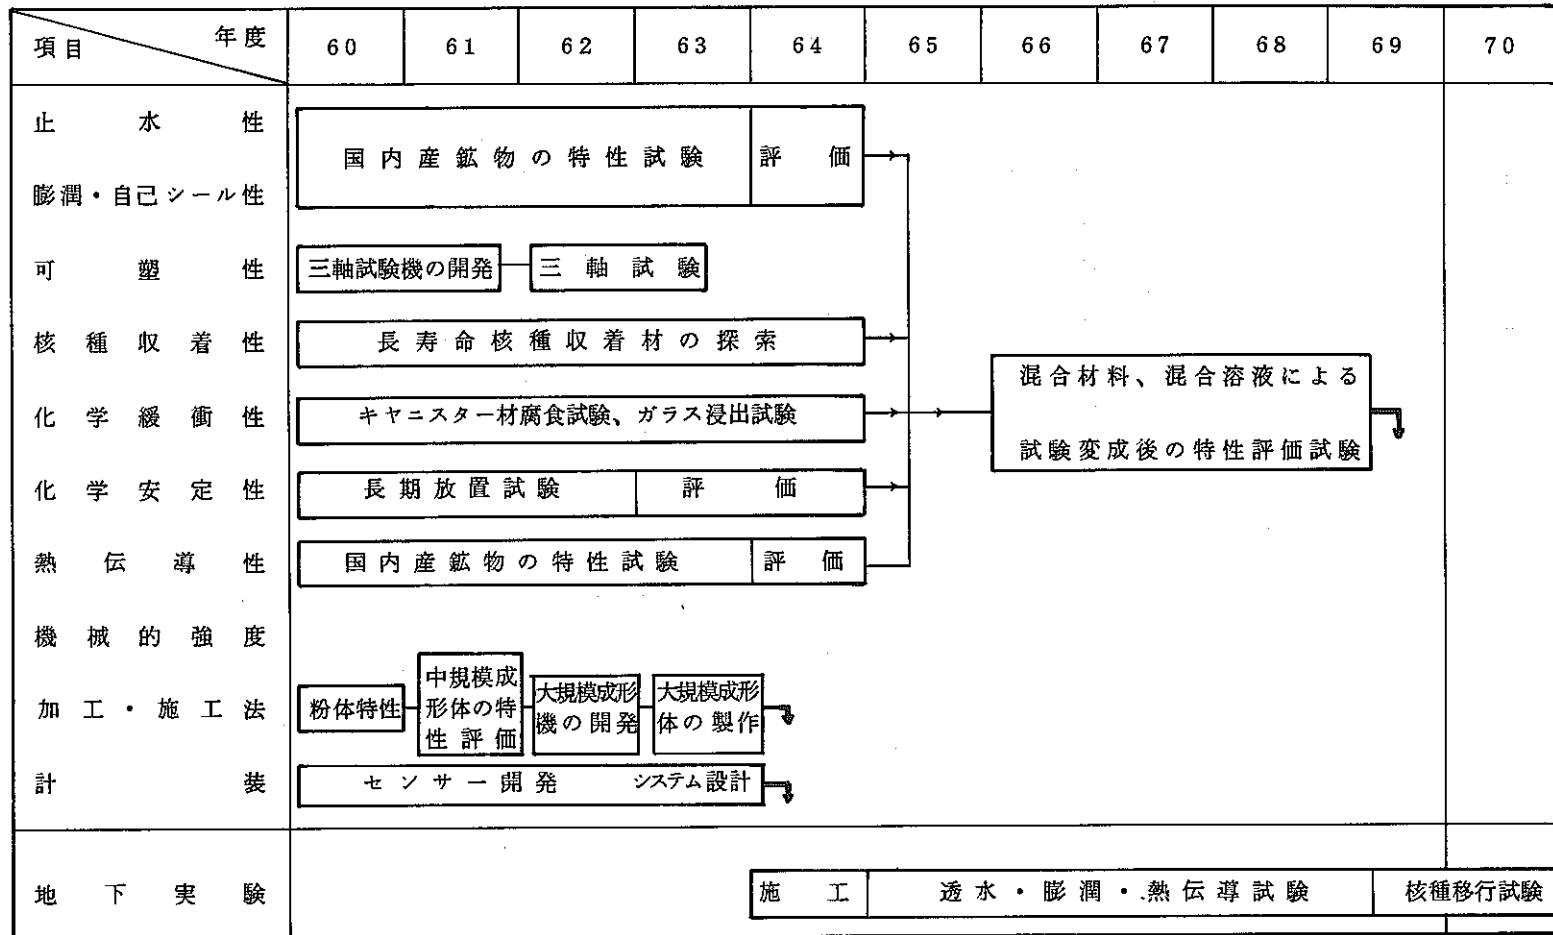 年度
項目
60 61 62 63 64 65 66 67 68 69 70
止水性
国内産鉱物の特性試験 評価
膨潤・自己シール性
可塑性
三軸試験機の開発 三軸試験
核種収着性
長寿命核種収着材の探索
混合材料、混合溶液による
試験変成後の特性評価試験
化学緩衝性
キヤニスター材腐食試験、ガラス浸出試験
化学安定性
長期放置試験 評価
熱伝導性
国内産鉱物の特性試験 評価
機械的強度
加工・施工法
粉体特性
中規模成
形体の特
性評価
大規模成形
機の開発
大規模成形
体の製作
計装
センサー開発 システム設計
地下実験
施工 透水・膨潤・熱伝導試験 核種移行試験